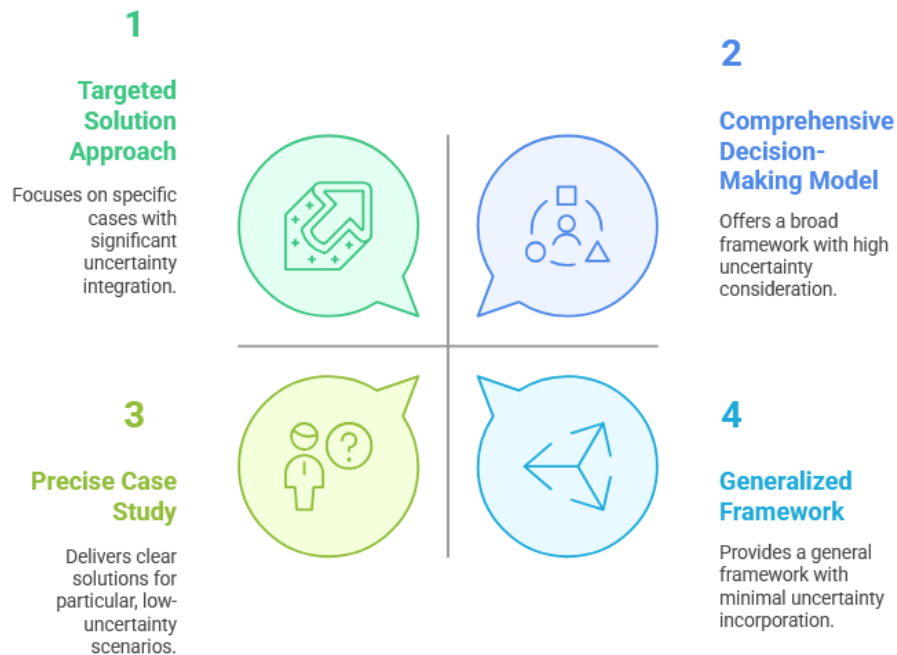 1
Targeted
Solution
Approach
Focuses on specific
cases with
significant
uncertainty
integration.
2
Comprehensive
Decision-
Making Model
Offers a broad
framework with high
uncertainty
consideration.
3
Precise Case
Study
Delivers clear
solutions for
particular, low-
uncertainty
scenarios.
4
Generalized
Framework
Provides a general
framework with
minimal uncertainty
incorporation.
?